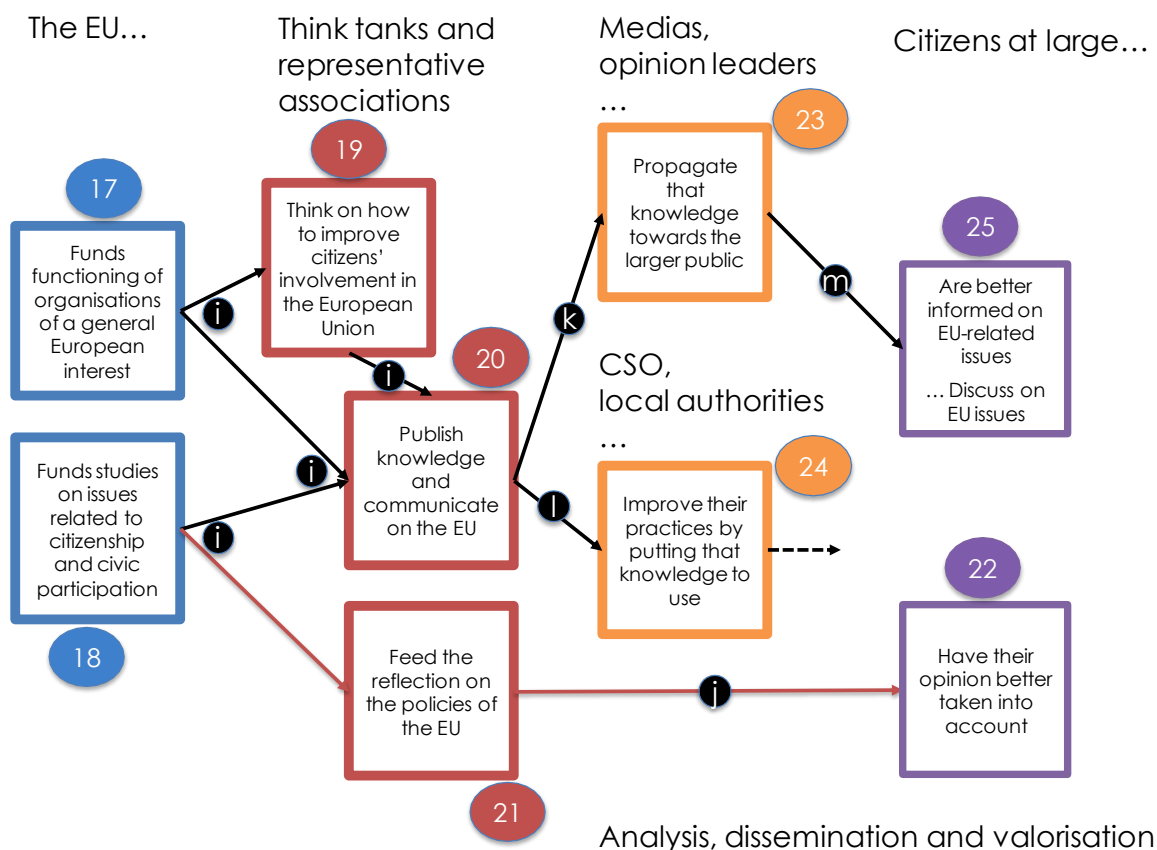 The EU…
Think tanks and
representative
associations
Medias,
opinion leaders
…
Citizens at large…
17
Funds
functioning of
organisations
of a general
European
interest
18
Funds studies
on issues
related to
citizenship
and civic
participation
i
i
i
i
19
Think on how
to improve
citizens’
involvement in
the European
Union
20
Publish
knowledge
and
communicate
on the EU
21
Feed the
reflection on
the policies of
the EU
k
l
j
23
Propagate
that
knowledge
towards the
larger public
m
CSO,
local authorities
…
24
Improve their
practices by
putting that
knowledge to
use
25
Are better
informed on
EU-related
issues
… Discuss on
EU issues
22
Have their
opinion better
taken into
account
Analysis, dissemination and valorisation